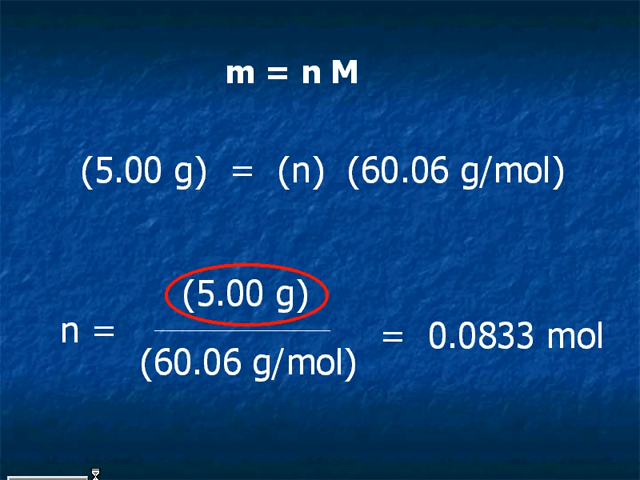 m = n M
(5.00 g) = (n) (60.06 g/mol)
(5.00 g)
n = = 0.0833 mol
(60.06 g/mol)